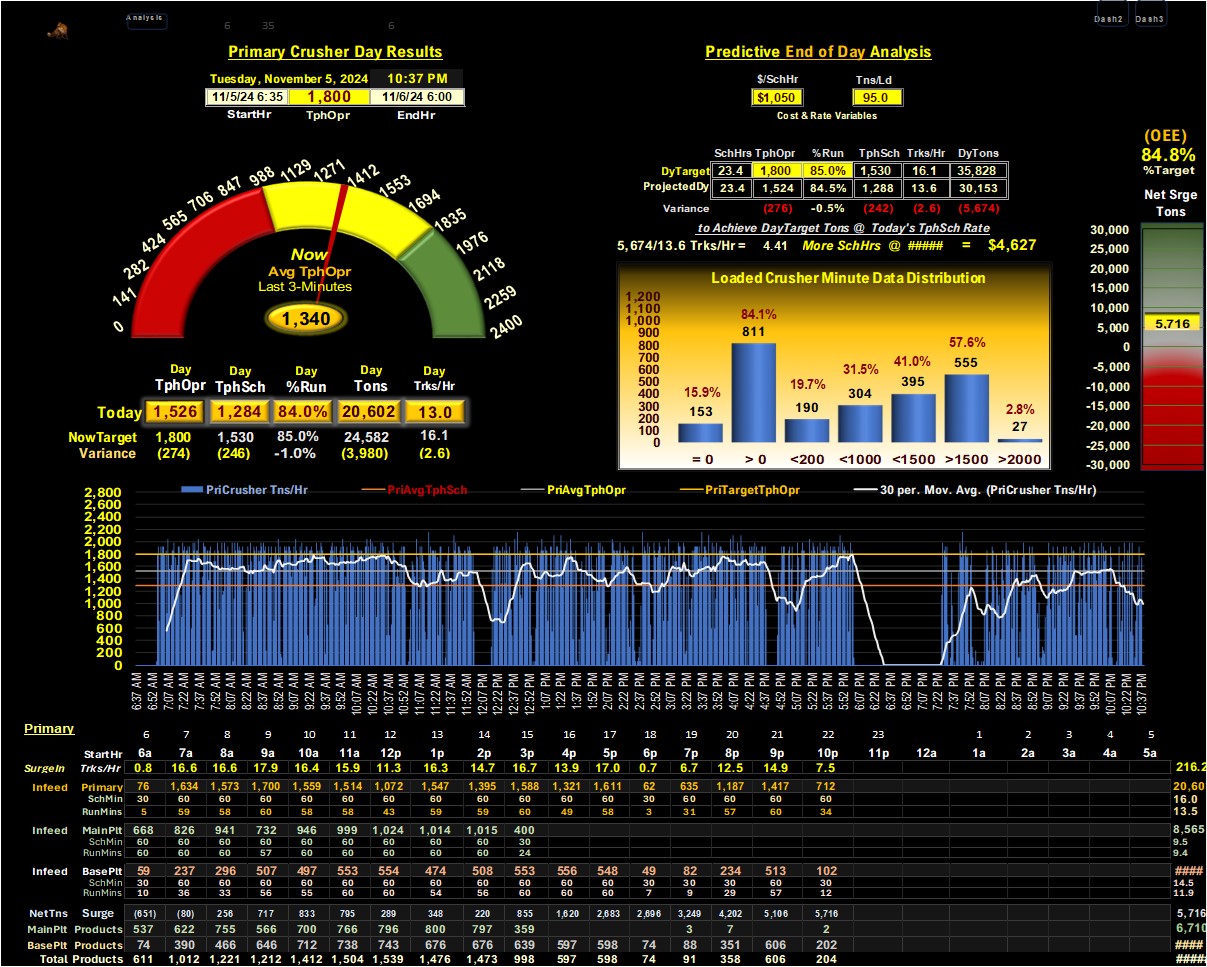 Analysis 6 35 6 Dash2 Dash3
Primary Crusher Day Results
Predictive End of Day Analysis
Tuesday, November 5, 2024 10:37 PM
11/5/24 6:35 1,800 11/6/24 6:00
StartHr TphOpr EndHr
$/SchHr Tns/Ld
$1,050 95.0
Cost & Rate Variables
(OEE)
84.8%
%Target
SchHrs TphOpr %Run TphSch Trks/Hr DyTons
DyTarget 23.4 1,800 85.0% 1,530 16.1 35,828
ProjectedDy 23.4 1,524 84.5% 1,288 13.6 30,153
Variance (276) -0.5% (242) (2.6) (5,674)
to Achieve DayTarget Tons @ Today's TphSch Rate
5,674/13.6 Trks/Hr = 4.41 More SchHrs @ ##### = $4,627
0 141 282 424 565 706 847 988 1129 1271 1412 1553 1694 1835 1976 2118 2259 2400
Now
Avg TphOpr
Last 3-Minutes
1,340
Net Srge
Tons
30,000
25,000
20,000
15,000
10,000
5,000
0
-5,000
-10,000
-15,000
-20,000
-25,000
-30,000
5,716
Loaded Crusher Minute Data Distribution
1,200
1,100
1,000
900
800
700
600
500
400
300
200
100
0
15.9% 84.1% 19.7% 31.5% 41.0% 57.6% 2.8%
153 811 190 304 395 555 27
= 0 > 0 <200 <1000 <1500 >1500 >2000
Day Day Day Day Day
TphOpr TphSch %Run Tons Trks/Hr
Today 1,526 1,284 84.0% 20,602 13.0
NowTarget 1,800 1,530 85.0% 24,582 16.1
Variance (274) (246) -1.0% (3,980) (2.6)
PriCrusher Tns/Hr PriAvgTphSch PriAvgTphOpr PriTargetTphOpr 30 per. Mov. Avg. (PriCrusher Tns/Hr)
2,800
2,600
2,400
2,200
2,000
1,800
1,600
1,400
1,200
1,000
800
600
400
200
0
6:37 AM 6:52 AM 7:07 AM 7:22 AM 7:37 AM 7:52 AM 8:07 AM 8:22 AM 8:37 AM 8:52 AM 9:07 AM 9:22 AM 9:37 AM 9:52 AM 10:07 AM 10:22 AM 10:37 AM 10:52 AM 11:07 AM 11:22 AM 11:37 AM 11:52 AM 12:07 PM 12:22 PM 12:37 PM 12:52 PM 1:07 PM 1:22 PM 1:37 PM 1:52 PM 2:07 PM 2:22 PM 2:37 PM 2:52 PM 3:07 PM 3:22 PM 3:37 PM 3:52 PM 4:07 PM 4:22 PM 4:37 PM 4:52 PM 5:07 PM 5:22 PM 5:37 PM 5:52 PM 6:07 PM 6:22 PM 6:37 PM 6:52 PM 7:07 PM 7:22 PM 7:37 PM 7:52 PM 8:07 PM 8:22 PM 8:37 PM 8:52 PM 9:07 PM 9:22 PM 9:37 PM 9:52 PM 10:07 PM 10:22 PM 10:37 PM
Primary
6 7 8 9 10 11 12 13 14 15 16 17 18 19 20 21 22 23 1 2 3 4 5
StartHr 6a 7a 8a 9a 10a 11a 12p 1p 2p 3p 4p 5p 6p 7p 8p 9p 10p 11p 12a 1a 2a 3a 4a 5a
SurgeIn Trks/Hr 0.8 16.6 16.6 17.9 16.4 15.9 11.3 16.3 14.7 16.7 13.9 17.0 0.7 6.7 12.5 14.9 7.5 216.2
Infeed Primary 76 1,634 1,573 1,700 1,559 1,514 1,072 1,547 1,395 1,588 1,321 1,611 62 635 1,187 1,417 712 20,60
SchMin 30 60 60 60 60 60 60 60 60 60 60 60 30 60 60 60 60 16.0
RunMins 5 59 58 60 58 58 43 59 59 60 49 58 3 31 57 60 34 13.5
Infeed MainPlt 668 826 941 732 946 999 1,024 1,014 1,015 400 8,565
SchMin 60 60 60 60 60 60 60 60 60 30 9.5
RunMins 60 60 60 57 60 60 60 60 60 24 9.4
Infeed BasePlt 59 237 296 507 497 553 554 474 508 553 556 548 49 82 234 513 102 ####
SchMin 30 60 60 60 60 60 60 60 60 60 60 60 30 30 30 60 30 14.5
RunMins 10 36 33 56 55 60 60 54 56 60 60 60 7 9 29 57 12 11.9
NetTns Surge (651) (80) 256 717 833 795 289 348 220 855 1,620 2,683 2,696 3,249 4,202 5,106 5,716 5,716
MainPlt Products 537 622 755 566 700 766 796 800 797 359 3 7 2 6,710
BasePlt Products 74 390 466 646 712 738 743 676 676 639 597 598 74 88 351 606 202 ####
Total Products 611 1,012 1,221 1,212 1,412 1,504 1,539 1,476 1,473 998 597 598 74 91 358 606 204 ####